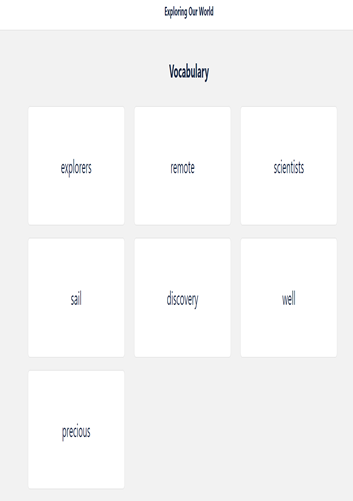 Exploring Our World
Vocabulary
explorers
remote
scientists
sail
discovery
well
precious